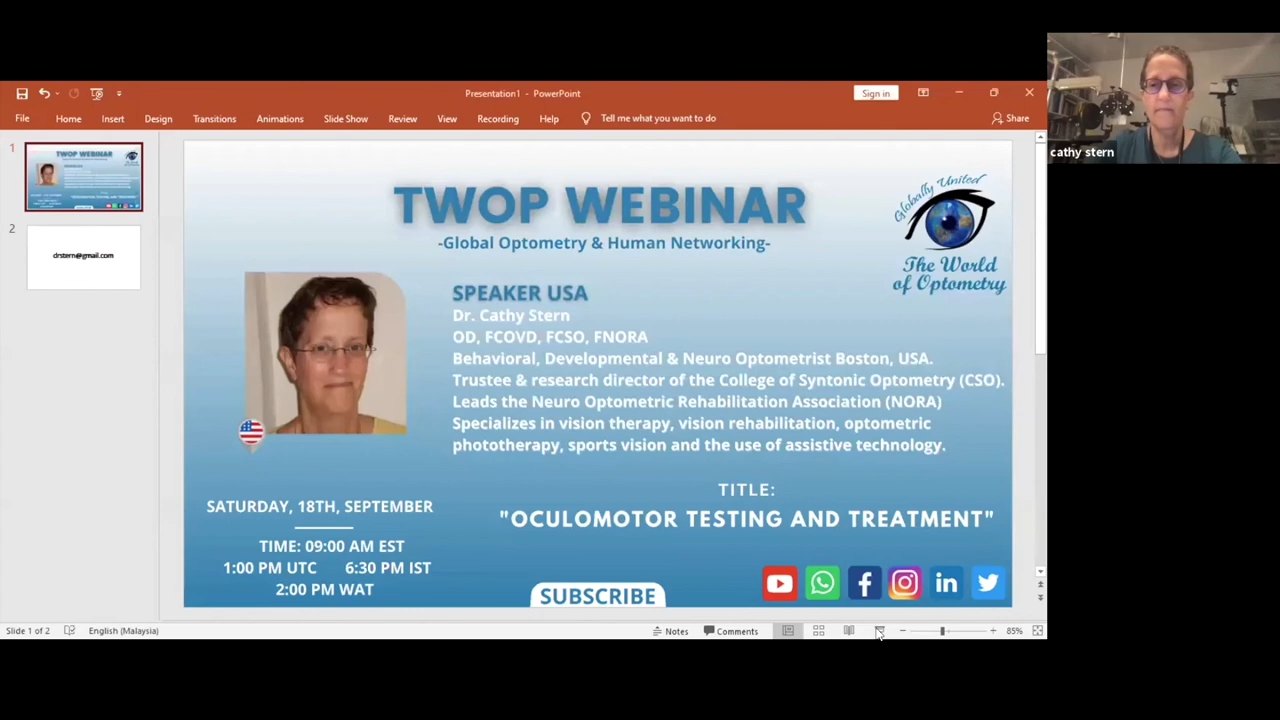 Presentation1 - PowerPoint
Sign in
File Home Insert Design Transitions Animations Slide Show Review View Recording Help Tell me what you want to do Share
cathy stern
1
TWOP WEBINAR
2
drstern@gmail.com
TWOP WEBINAR
-Global Optometry & Human Networking-
Globally United
The World
of Optometry
SPEAKER USA
Dr. Cathy Stern
OD, FCOVD, FCSO, FNORA
Behavioral, Developmental & Neuro Optometrist Boston, USA.
Trustee & research director of the College of Syntonic Optometry (CSO).
Leads the Neuro Optometric Rehabilitation Association (NORA)
Specializes in vision therapy, vision rehabilitation, optometric
phototherapy, sports vision and the use of assistive technology.
TITLE:
"OCULOMOTOR TESTING AND TREATMENT"
SATURDAY, 18TH, SEPTEMBER
TIME: 09:00 AM EST
1:00 PM UTC 6:30 PM IST
2:00 PM WAT
SUBSCRIBE
Slide 1 of 2 English (Malaysia) Notes Comments 85%